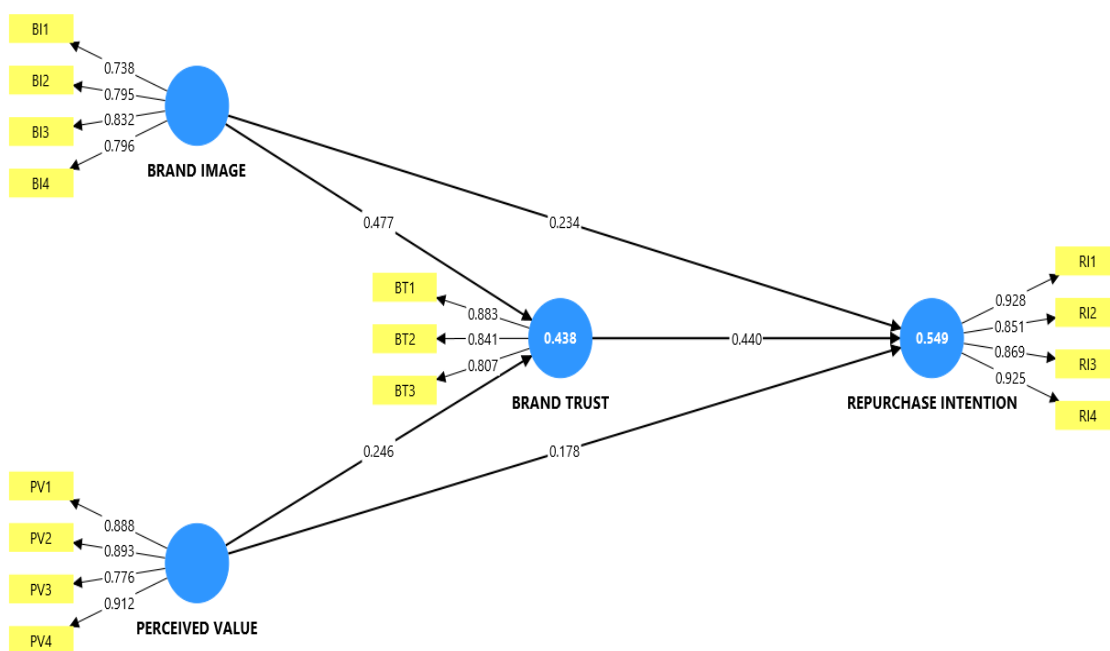 BI1
0.738
BI2
0.795
BI3
0.832
BI4
0.796
BRAND IMAGE
0.477
0.234
BT1
0.883
BT2
0.841
BT3
0.807
0.438
BRAND TRUST
0.440
RI1
0.928
RI2
0.851
RI3
0.869
RI4
0.925
0.549
REPURCHASE INTENTION
0.246
0.178
PV1
0.888
PV2
0.893
PV3
0.776
PV4
0.912
PERCEIVED VALUE